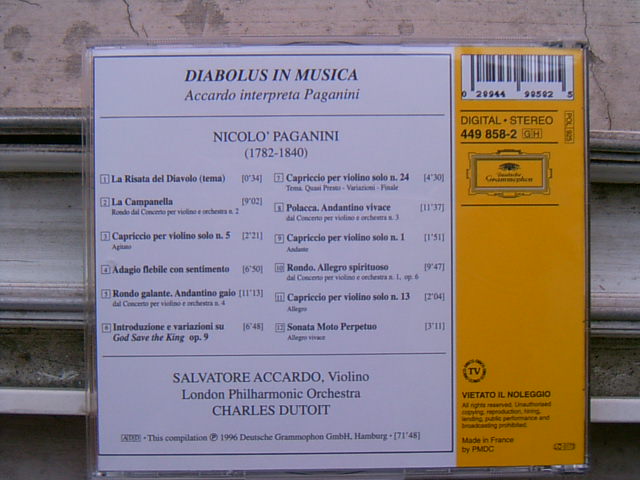 DIABOLUS IN MUSICA
Accardo interpreta Paganini
NICOLO' PAGANINI
(1782-1840)
1 La Risata del Diavolo (tema) [0'34]
2 La Campanella [9'02]
Rondo dal Concerto per violino e orchestra n. 2
3 Capriccio per violino solo n. 5 [2'21]
Agitato
4 Adagio flebile con sentimento [6'50]
5 Rondo galante. Andantino gaio [11'13]
dal Concerto per violino e orchestra n. 4
6 Introduzione e variazioni su [6'48]
God Save the King op. 9
7 Capriccio per violino solo n. 24 [4'30]
Tema. Quasi Presto - Variazioni - Finale
8 Polacca. Andantino vivace [11'37]
dal Concerto per violino e orchestra n. 3
9 Capriccio per violino solo n. 1 [1'51]
Andante
10 Rondo. Allegro spirituoso [9'47]
dal Concerto per violino e orchestra n. 1, op. 6
11 Capriccio per violino solo n. 13 [2'04]
Allegro
12 Sonata Moto Perpetuo [3'11]
Allegro vivace
SALVATORE ACCARDO, Violino
London Philharmonic Orchestra
CHARLES DUTOIT
ADD • This compilation ℗ 1996 Deutsche Grammophon GmbH, Hamburg • [71'48]
0 28944 98582 5
DIGITAL • STEREO
449 858-2 GH
POL 925
Deutsche
Grammophon
TV
VIETATO IL NOLEGGIO
All rights reserved. Unauthorized
copying, reproduction, hiring,
lending, public performance and
broadcasting prohibited.
Made in France
by PMDC